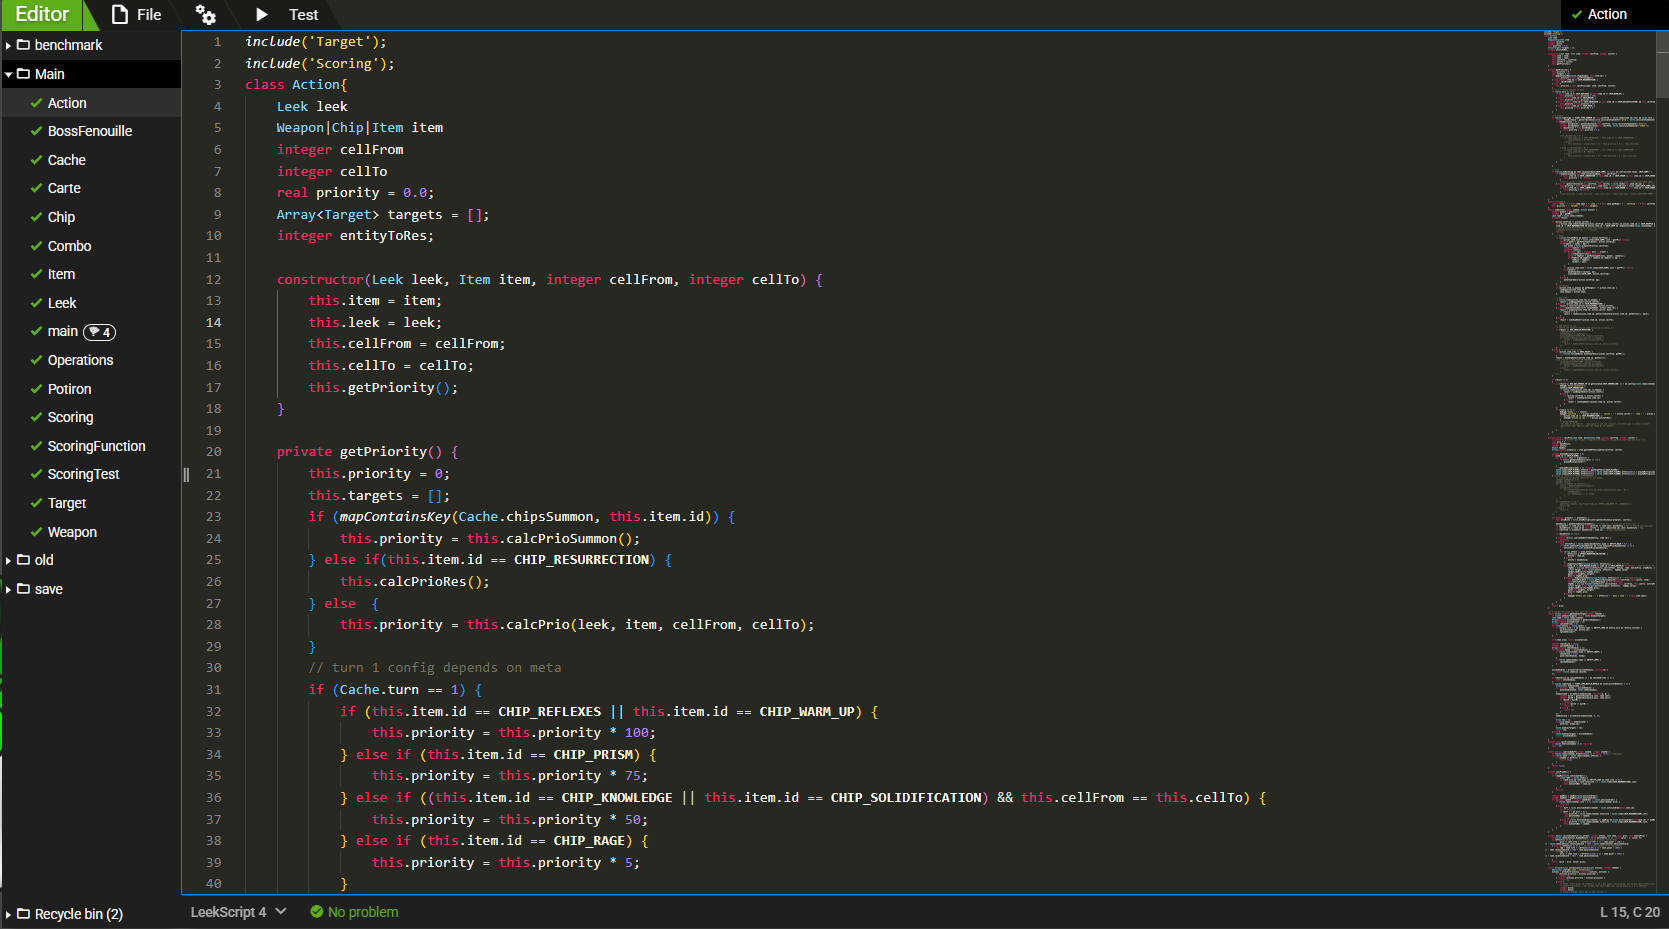 Editor File Test Action
benchmark
Main
Action
BossFenouille
Cache
Carte
Chip
Combo
Item
Leek
main 4
Operations
Potiron
Scoring
ScoringFunction
ScoringTest
Target
Weapon
old
save
Recycle bin (2)
1 include('Target');
2 include('Scoring');
3 class Action{
4 Leek leek
5 Weapon|Chip|Item item
6 integer cellFrom
7 integer cellTo
8 real priority = 0.0;
9 Array<Target> targets = [];
10 integer entityToRes;
11
12 constructor(Leek leek, Item item, integer cellFrom, integer cellTo) {
13 this.item = item;
14 this.leek = leek;
15 this.cellFrom = cellFrom;
16 this.cellTo = cellTo;
17 this.getPriority();
18 }
19
20 private getPriority() {
21 this.priority = 0;
22 this.targets = [];
23 if (mapContainsKey(Cache.chipsSummon, this.item.id)) {
24 this.priority = this.calcPrioSummon();
25 } else if(this.item.id == CHIP_RESURRECTION) {
26 this.calcPrioRes();
27 } else  {
28 this.priority = this.calcPrio(leek, item, cellFrom, cellTo);
29 }
30 // turn 1 config depends on meta
31 if (Cache.turn == 1) {
32 if (this.item.id == CHIP_REFLEXES || this.item.id == CHIP_WARM_UP) {
33 this.priority = this.priority * 100;
34 } else if (this.item.id == CHIP_PRISM) {
35 this.priority = this.priority * 75;
36 } else if ((this.item.id == CHIP_KNOWLEDGE || this.item.id == CHIP_SOLIDIFICATION) && this.cellFrom == this.cellTo) {
37 this.priority = this.priority * 50;
38 } else if (this.item.id == CHIP_RAGE) {
39 this.priority = this.priority * 5;
40 }
LeekScript 4 No problem L 15, C 20